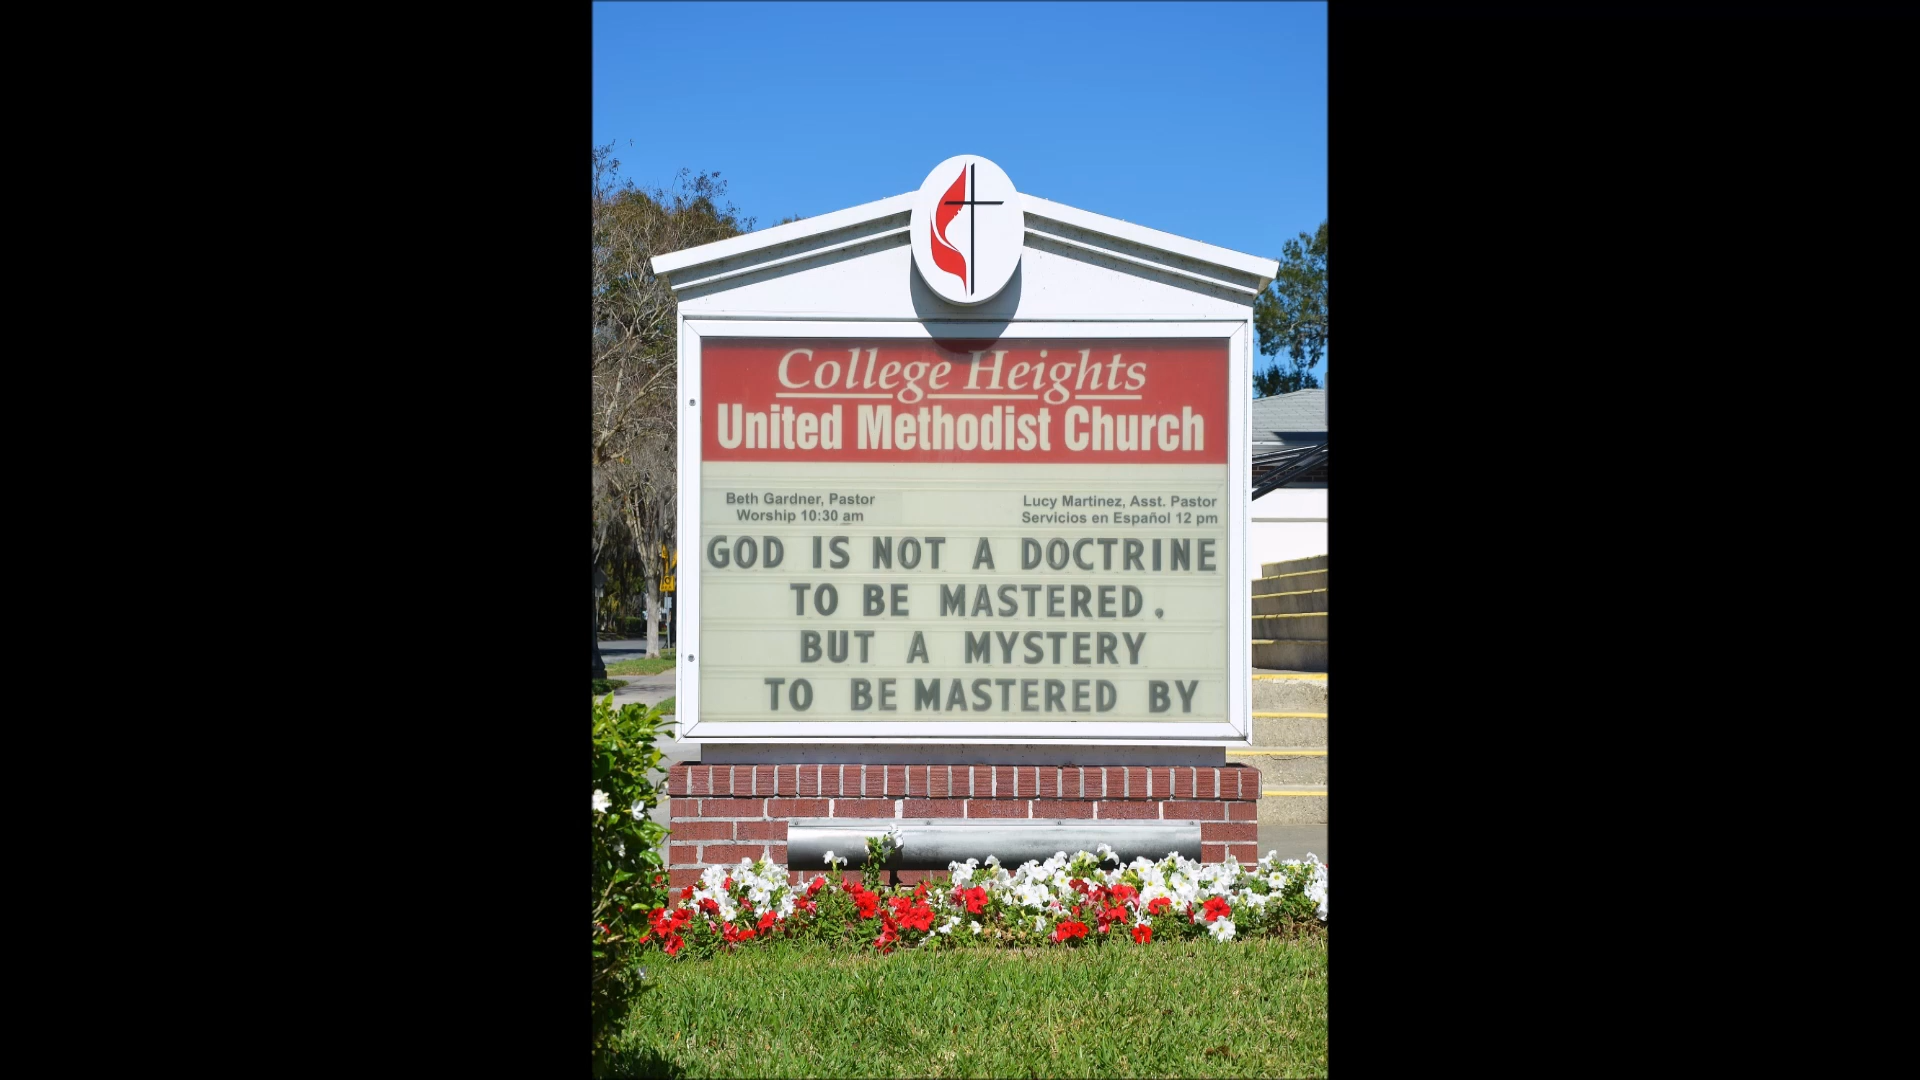 College Heights
United Methodist Church
Beth Gardner, Pastor
Worship 10:30 am
Lucy Martinez, Asst. Pastor
Servicios en Español 12 pm
GOD IS NOT A DOCTRINE
TO BE MASTERED.
BUT A MYSTERY
TO BE MASTERED BY